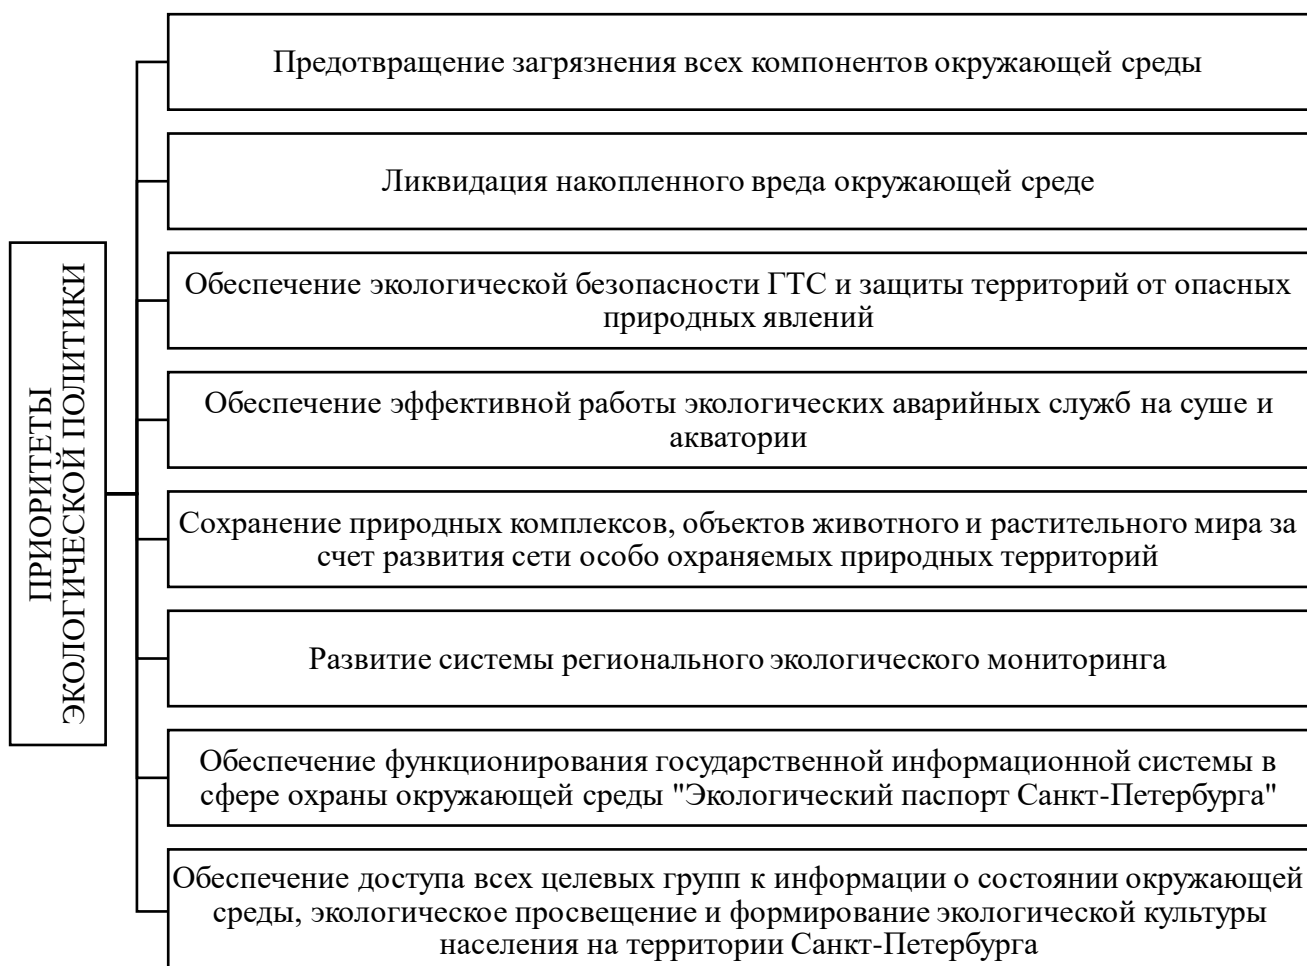 ПРИОРИТЕТЫ
ЭКОЛОГИЧЕСКОЙ ПОЛИТИКИ
Предотвращение загрязнения всех компонентов окружающей среды
Ликвидация накопленного вреда окружающей среде
Обеспечение экологической безопасности ГТС и защиты территорий от опасных
природных явлений
Обеспечение эффективной работы экологических аварийных служб на суше и
акватории
Сохранение природных комплексов, объектов животного и растительного мира за
счет развития сети особо охраняемых природных территорий
Развитие системы регионального экологического мониторинга
Обеспечение функционирования государственной информационной системы в
сфере охраны окружающей среды "Экологический паспорт Санкт-Петербурга"
Обеспечение доступа всех целевых групп к информации о состоянии окружающей
среды, экологическое просвещение и формирование экологической культуры
населения на территории Санкт-Петербурга